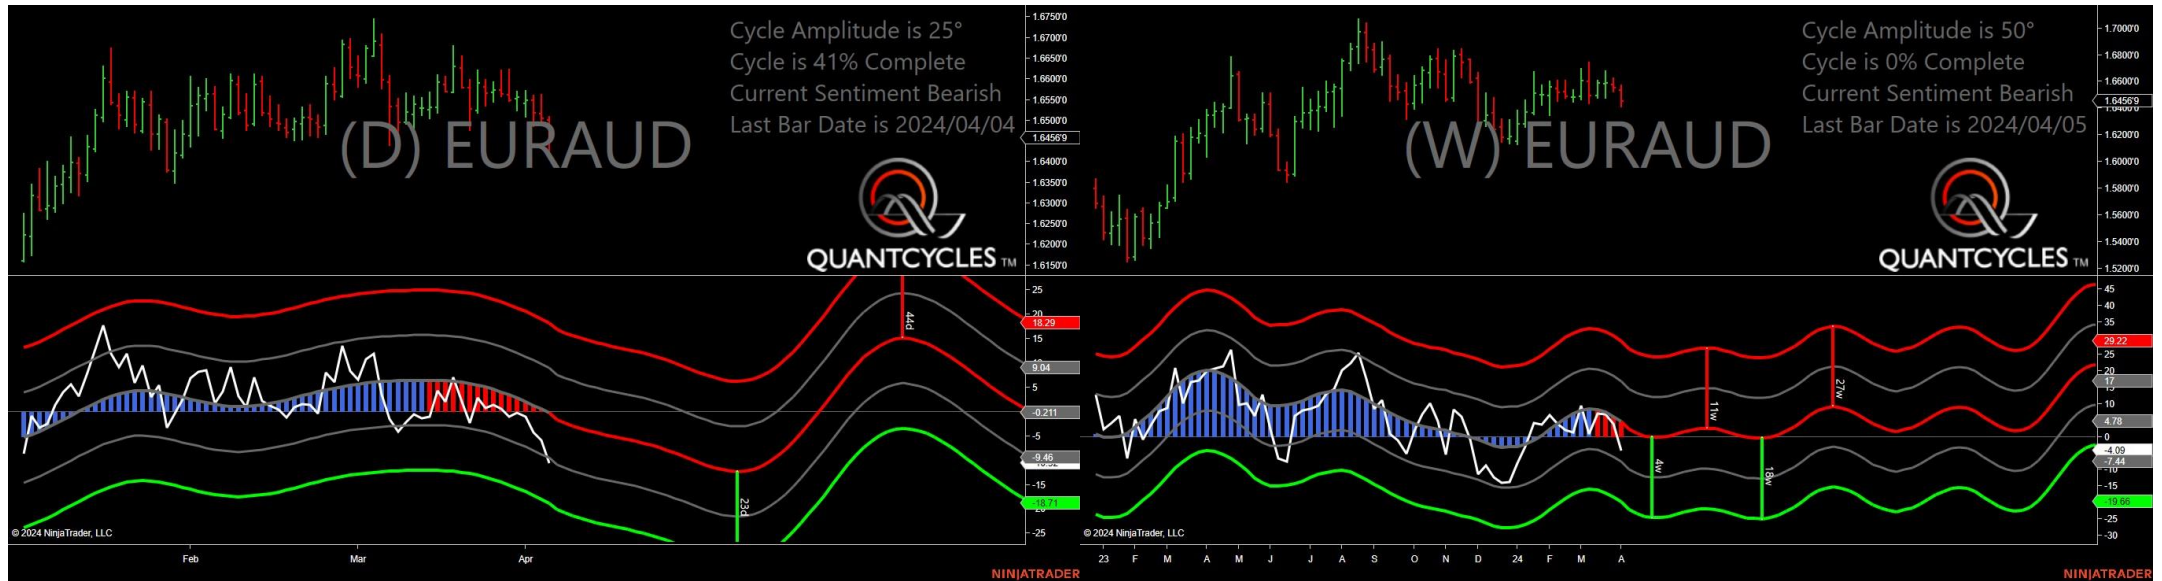 Cycle Amplitude is 25°
Cycle is 41% Complete
Current Sentiment Bearish
Last Bar Date is 2024/04/04
(D) EURAUD
QUANTCYCLES TM
1.6750'0
1.6700'0
1.6650'0
1.6600'0
1.6550'0
1.6500'0
1.6456'9
1.6400'0
1.6350'0
1.6300'0
1.6250'0
1.6200'0
1.6150'0
25
20
18.29
15
9.04
5
-0.211
-5
-9.46
-15
-18.71
-25
44d
23d
© 2024 NinjaTrader, LLC
Feb Mar Apr
NINJATRADER
Cycle Amplitude is 50°
Cycle is 0% Complete
Current Sentiment Bearish
Last Bar Date is 2024/04/05
(W) EURAUD
QUANTCYCLES TM
1.7000'0
1.6800'0
1.6600'0
1.6456'9
1.6200'0
1.6000'0
1.5800'0
1.5600'0
1.5400'0
1.5200'0
45
40
35
29.22
25
20
17
10
4.78
0
-4.09
-7.44
-15
-19.66
-25
-30
11w
27w
4w
18w
© 2024 NinjaTrader, LLC
23 F M A M J J A S O N D 24 F M A
NINJATRADER